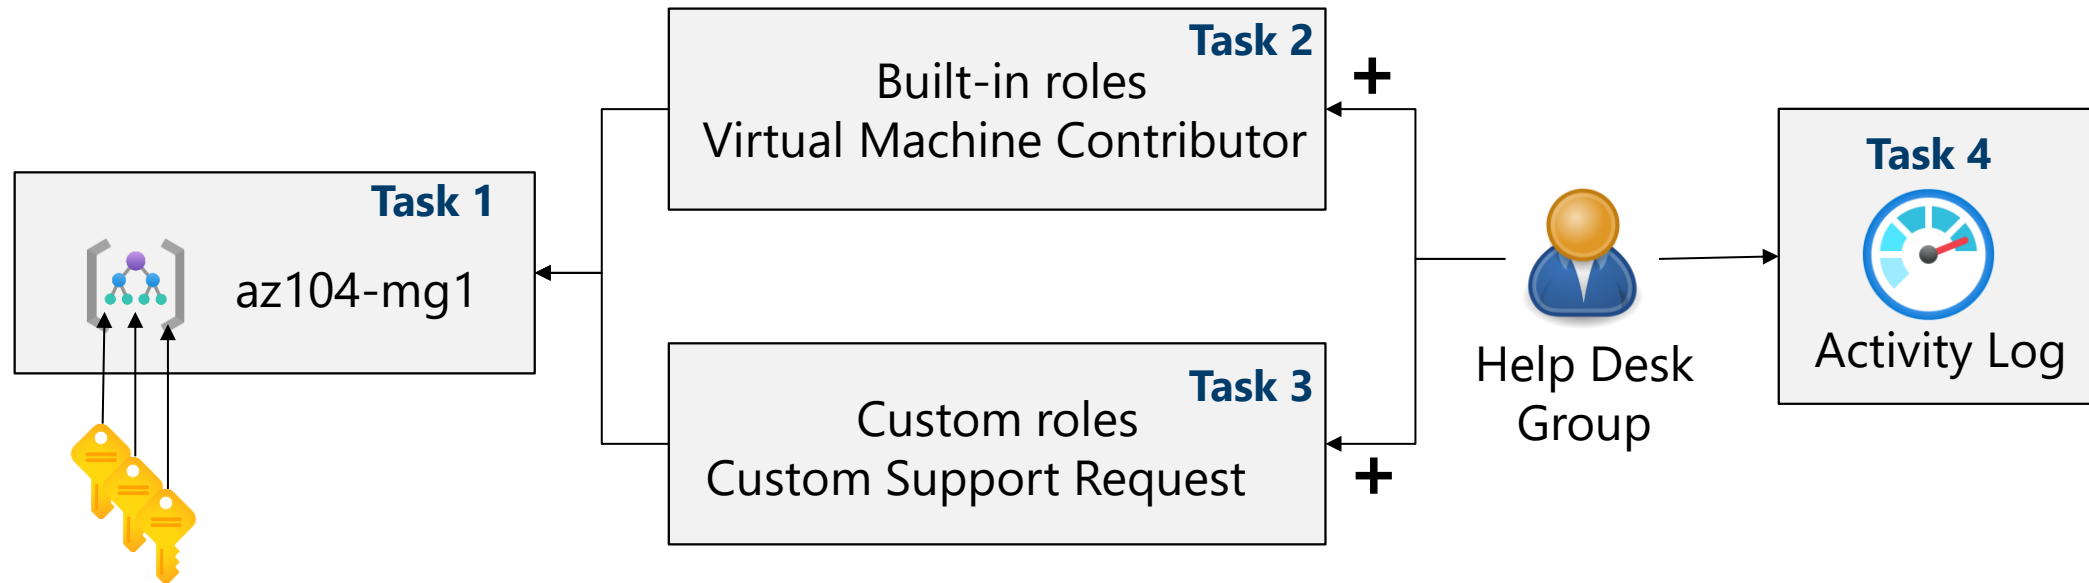 Task 1
az104-mg1
Task 2
Built-in roles
Virtual Machine Contributor
Task 3
Custom roles
Custom Support Request
+
+
Help Desk
Group
Task 4
Activity Log